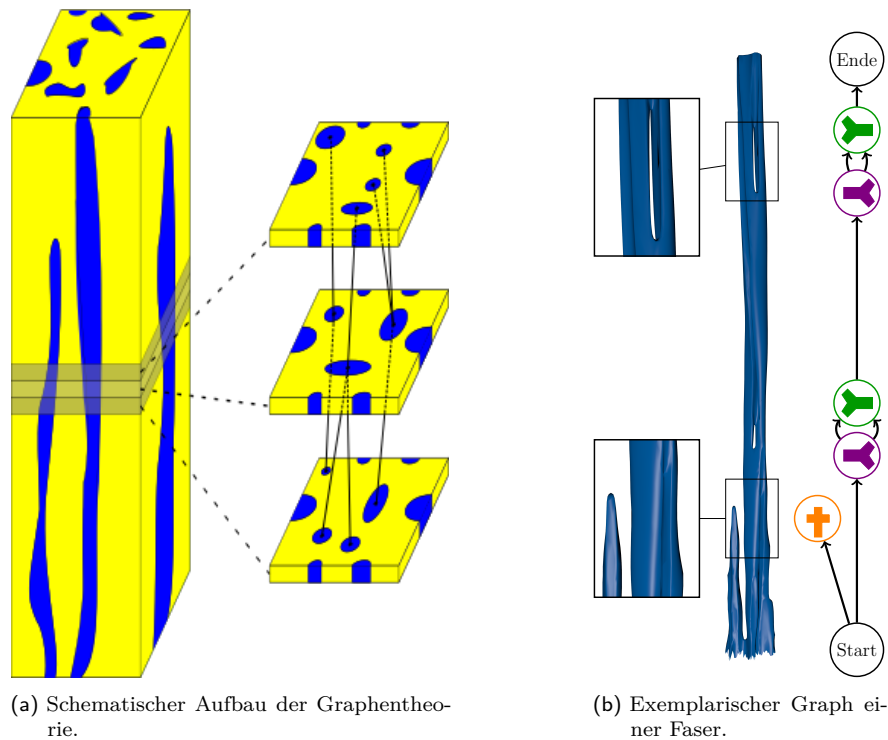 Ende
Start
(a) Schematischer Aufbau der Graphentheo-
rie.
(b) Exemplarischer Graph ei-
ner Faser.